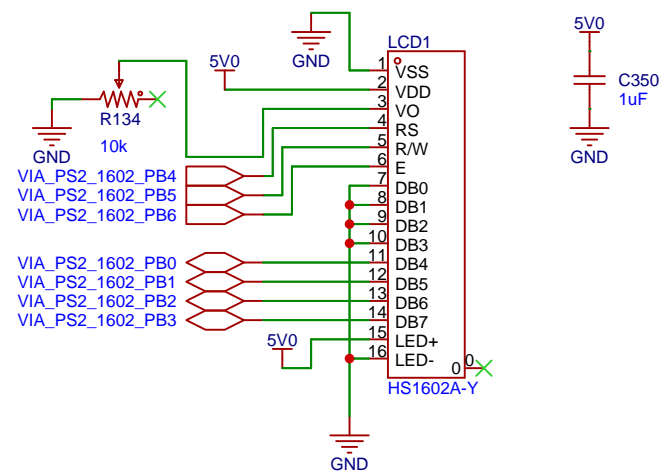 5V0
LCD1
GND
5V0
C350
1uF
GND
R134
10k
GND
1 VSS
2 VDD
3 VO
4 RS
5 R/W
6 E
7 DB0
8 DB1
9 DB2
10 DB3
11 DB4
12 DB5
13 DB6
14 DB7
15 LED+
16 LED-
0 0
HS1602A-Y
VIA_PS2_1602_PB4
VIA_PS2_1602_PB5
VIA_PS2_1602_PB6
VIA_PS2_1602_PB0
VIA_PS2_1602_PB1
VIA_PS2_1602_PB2
VIA_PS2_1602_PB3
5V0
GND